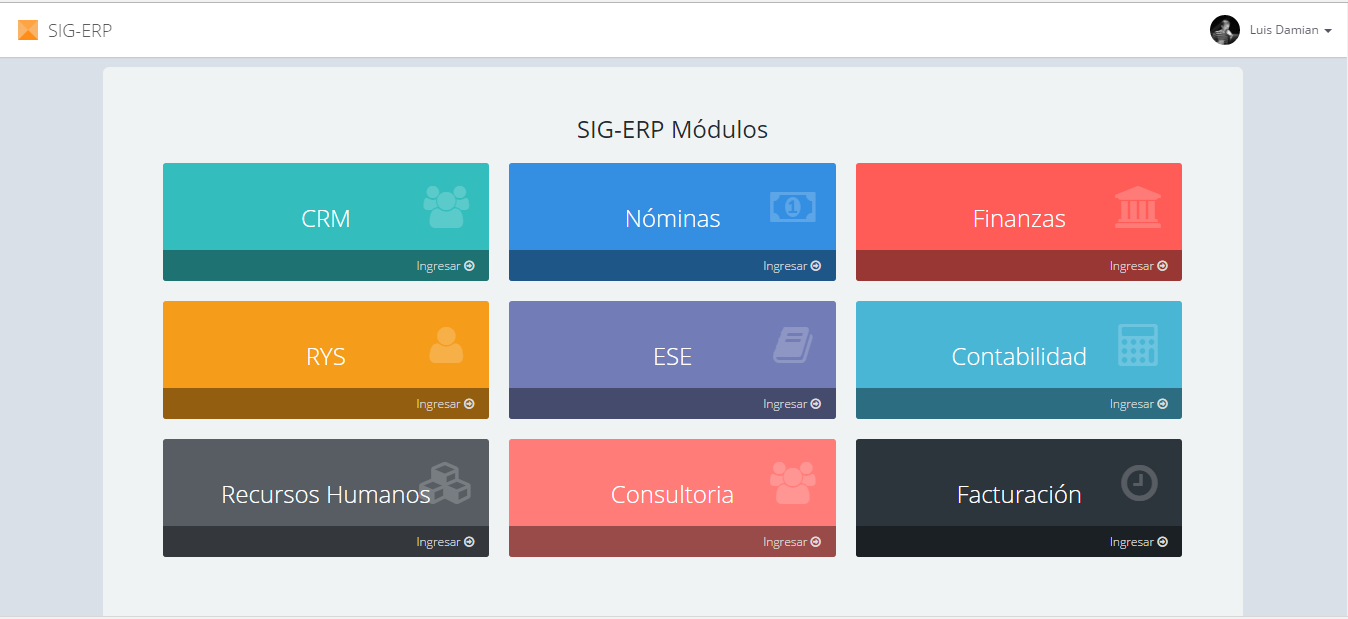 SIG-ERP
Luis Damian
SIG-ERP Módulos
CRM
Ingresar
Nóminas
Ingresar
Finanzas
Ingresar
RYS
Ingresar
ESE
Ingresar
Contabilidad
Ingresar
Recursos Humanos
Ingresar
Consultoria
Ingresar
Facturación
Ingresar